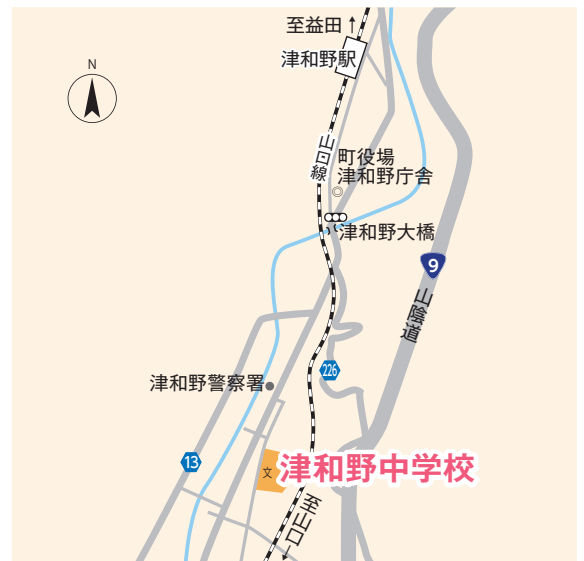 至益田↑
津和野駅
N
山口線
町役場
津和野庁舎
津和野大橋
9
山陰道
226
津和野警察署
13
文
津和野中学校
至山口→